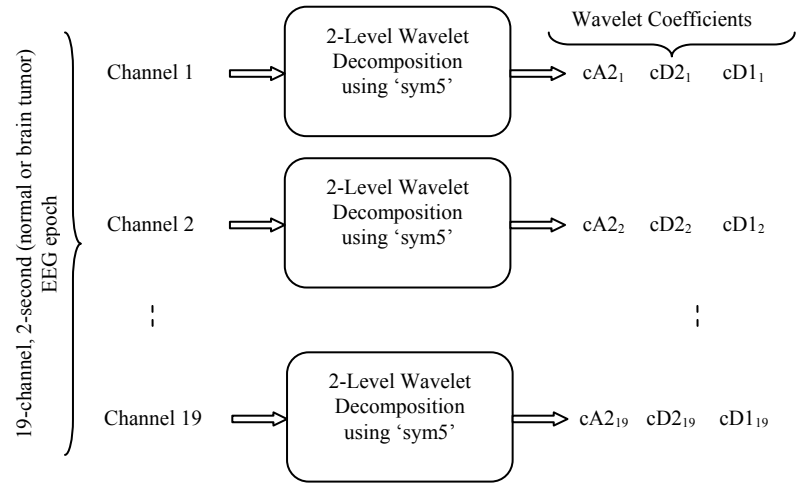 Wavelet Coefficients
19-channel, 2-second (normal or brain tumor)
EEG epoch
Channel 1
2-Level Wavelet
Decomposition
using ‘sym5’
cA2₁ cD2₁ cD1₁
Channel 2
2-Level Wavelet
Decomposition
using ‘sym5’
cA2₂ cD2₂ cD1₂
Channel 19
2-Level Wavelet
Decomposition
using ‘sym5’
cA2₁₉ cD2₁₉ cD1₁₉